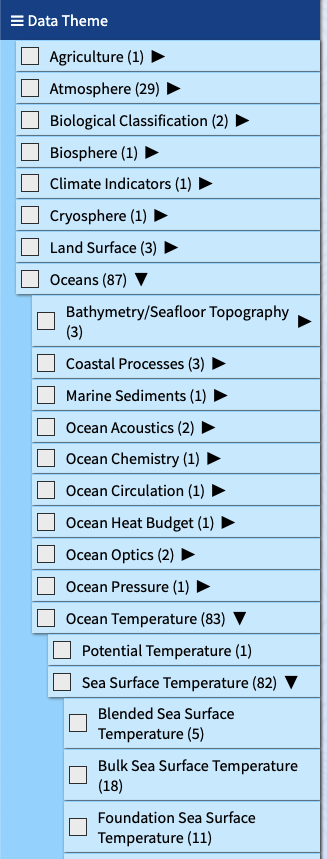 Data Theme
Agriculture (1)
Atmosphere (29)
Biological Classification (2)
Biosphere (1)
Climate Indicators (1)
Cryosphere (1)
Land Surface (3)
Oceans (87)
Bathymetry/Seafloor Topography
(3)
Coastal Processes (3)
Marine Sediments (1)
Ocean Acoustics (2)
Ocean Chemistry (1)
Ocean Circulation (1)
Ocean Heat Budget (1)
Ocean Optics (2)
Ocean Pressure (1)
Ocean Temperature (83)
Potential Temperature (1)
Sea Surface Temperature (82)
Blended Sea Surface
Temperature (5)
Bulk Sea Surface Temperature
(18)
Foundation Sea Surface
Temperature (11)